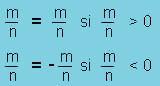 m/n = m/n si m/n > 0
m/n = - m/n si m/n < 0